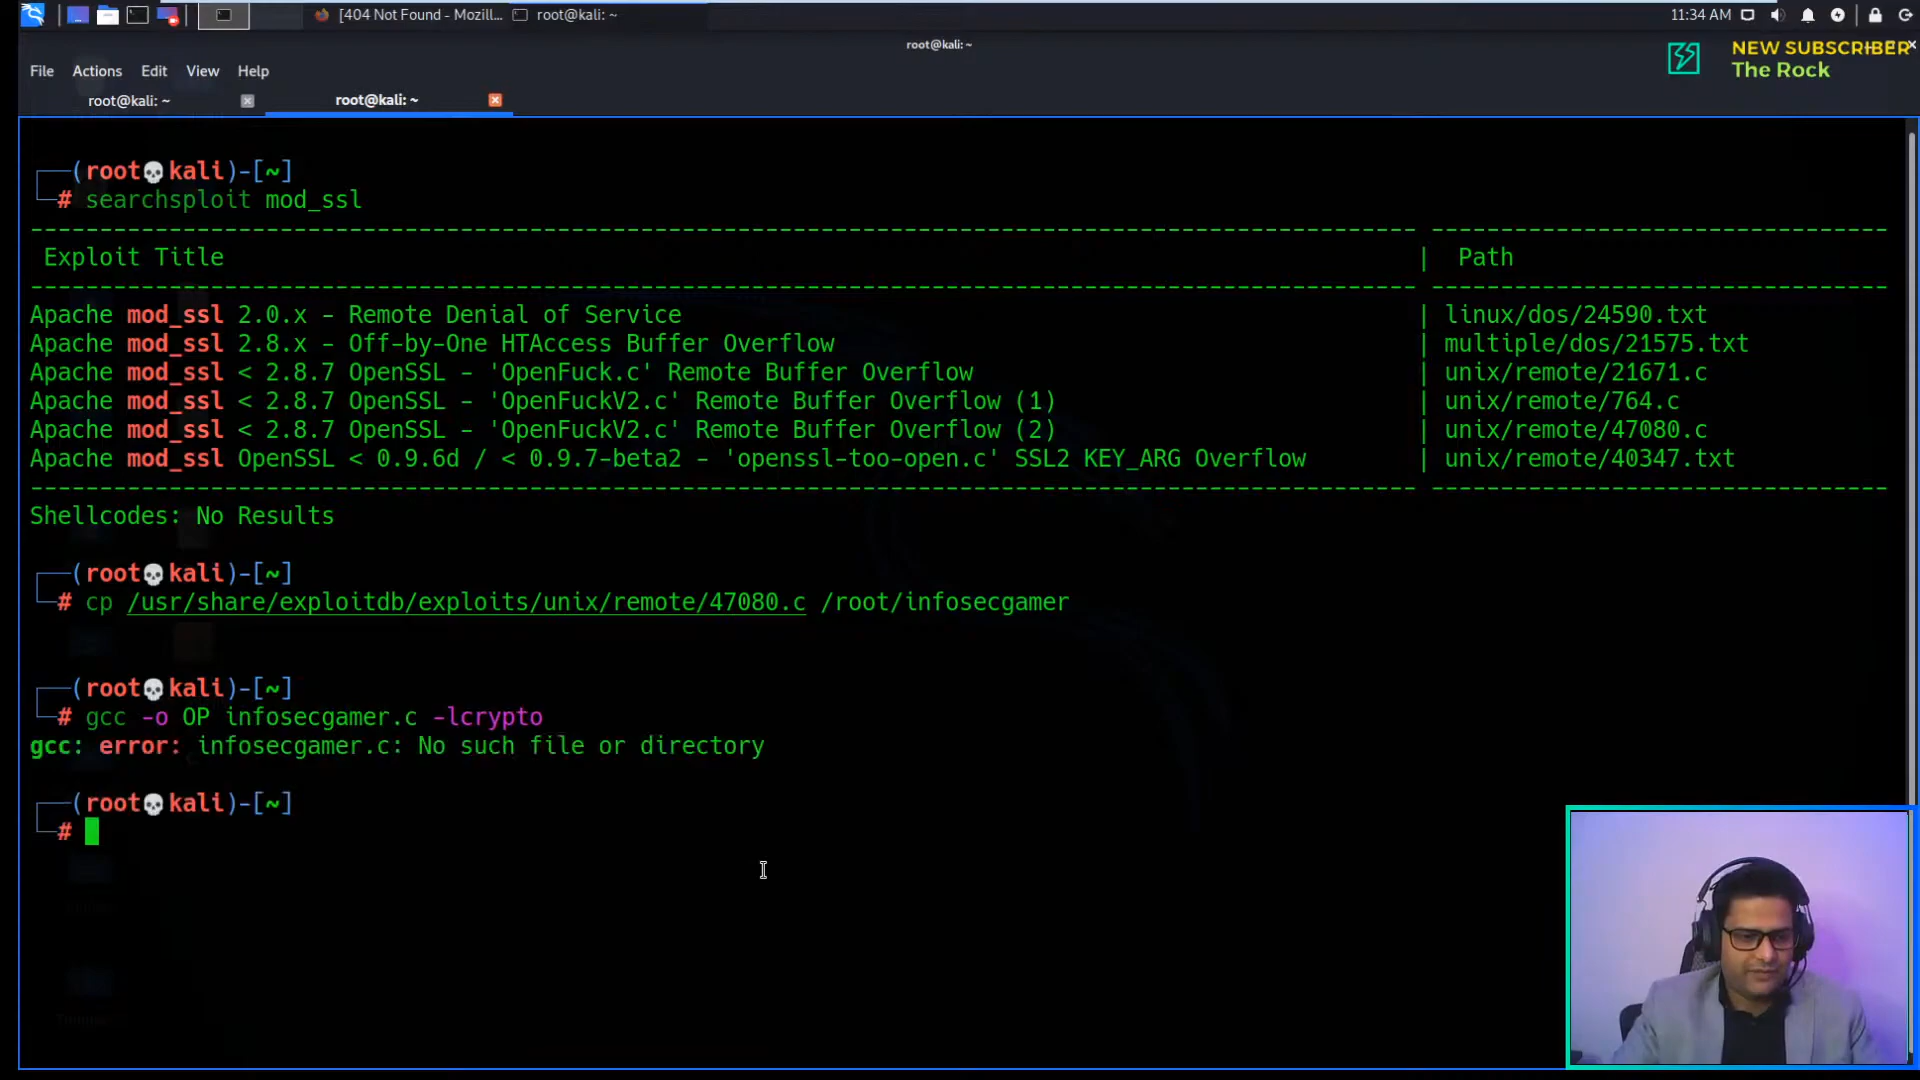 [404 Not Found - Mozill... root@kali: ~ 11:34 AM
root@kali: ~
NEW SUBSCRIBER
The Rock
File Actions Edit View Help
root@kali: ~ root@kali: ~
(root💀kali)-[~]
# searchsploit mod_ssl
Exploit Title | Path
Apache mod_ssl 2.0.x - Remote Denial of Service | linux/dos/24590.txt
Apache mod_ssl 2.8.x - Off-by-One HTAccess Buffer Overflow | multiple/dos/21575.txt
Apache mod_ssl < 2.8.7 OpenSSL - 'OpenFuck.c' Remote Buffer Overflow | unix/remote/21671.c
Apache mod_ssl < 2.8.7 OpenSSL - 'OpenFuckV2.c' Remote Buffer Overflow (1) | unix/remote/764.c
Apache mod_ssl < 2.8.7 OpenSSL - 'OpenFuckV2.c' Remote Buffer Overflow (2) | unix/remote/47080.c
Apache mod_ssl OpenSSL < 0.9.6d / < 0.9.7-beta2 - 'openssl-too-open.c' SSL2 KEY_ARG Overflow | unix/remote/40347.txt
Shellcodes: No Results
(root💀kali)-[~]
# cp /usr/share/exploitdb/exploits/unix/remote/47080.c /root/infosecgamer
(root💀kali)-[~]
# gcc -o OP infosecgamer.c -lcrypto
gcc: error: infosecgamer.c: No such file or directory
(root💀kali)-[~]
#